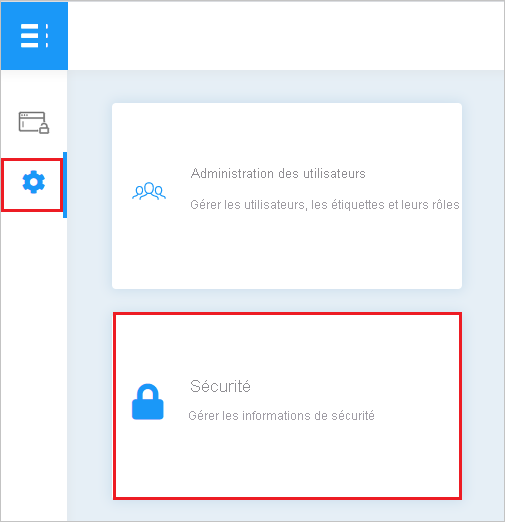 Administration des utilisateurs
Gérer les utilisateurs, les étiquettes et leurs rôles
Sécurité
Gérer les informations de sécurité